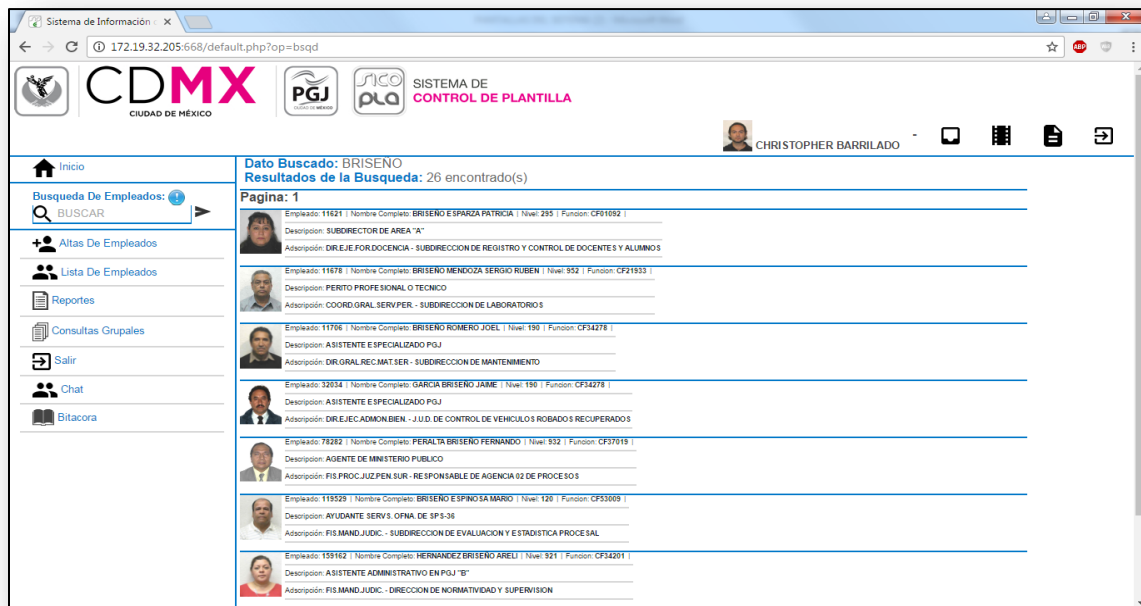 Sistema de Información
172.19.32.205:668/default.php?op=bsqd
ABP
CDMX
CIUDAD DE MÉXICO
PGJ
CIUDAD DE MÉXICO
SICO
PLA
SISTEMA DE
CONTROL DE PLANTILLA
CHRISTOPHER BARRILADO -
Inicio
Busqueda De Empleados:
BUSCAR
Altas De Empleados
Lista De Empleados
Reportes
Consultas Grupales
Salir
Chat
Bitacora
Dato Buscado: BRISEÑO
Resultados de la Busqueda: 26 encontrado(s)
Pagina: 1
Empleado: 11621 | Nombre Completo: BRISEÑO ESPARZA PATRICIA | Nivel: 295 | Funcion: CF01092 |
Descripcion: SUBDIRECTOR DE AREA "A"
Adscripción: DIR.EJE.FOR.DOCENCIA - SUBDIRECCION DE REGISTRO Y CONTROL DE DOCENTES Y ALUMNOS
Empleado: 11678 | Nombre Completo: BRISEÑO MENDOZA SERGIO RUBEN | Nivel: 952 | Funcion: CF21933 |
Descripcion: PERITO PROFESIONAL O TECNICO
Adscripción: COORD.GRAL.SERV.PER. - SUBDIRECCION DE LABORATORIOS
Empleado: 11706 | Nombre Completo: BRISEÑO ROMERO JOEL | Nivel: 190 | Funcion: CF34278 |
Descripcion: ASISTENTE ESPECIALIZADO PGJ
Adscripción: DIR.GRAL.REC.MAT.SER - SUBDIRECCION DE MANTENIMIENTO
Empleado: 32034 | Nombre Completo: GARCIA BRISEÑO JAIME | Nivel: 190 | Funcion: CF34278 |
Descripcion: ASISTENTE ESPECIALIZADO PGJ
Adscripción: DIR.EJEC.ADMON.BIEN. - J.U.D. DE CONTROL DE VEHICULOS ROBADOS RECUPERADOS
Empleado: 78282 | Nombre Completo: PERALTA BRISEÑO FERNANDO | Nivel: 932 | Funcion: CF37019 |
Descripcion: AGENTE DE MINISTERIO PUBLICO
Adscripción: FIS.PROC.JUZ.PEN.SUR - RESPONSABLE DE AGENCIA 02 DE PROCESOS
Empleado: 119529 | Nombre Completo: BRISEÑO ESPINOSA MARIO | Nivel: 120 | Funcion: CF53009 |
Descripcion: AYUDANTE SERVS. OFNA. DE SPS-36
Adscripción: FIS.MAND.JUDIC. - SUBDIRECCION DE EVALUACION Y ESTADISTICA PROCESAL
Empleado: 159162 | Nombre Completo: HERNANDEZ BRISEÑO ARELI | Nivel: 921 | Funcion: CF34201 |
Descripcion: ASISTENTE ADMINISTRATIVO EN PGJ "B"
Adscripción: FIS.MAND.JUDIC. - DIRECCION DE NORMATIVIDAD Y SUPERVISION